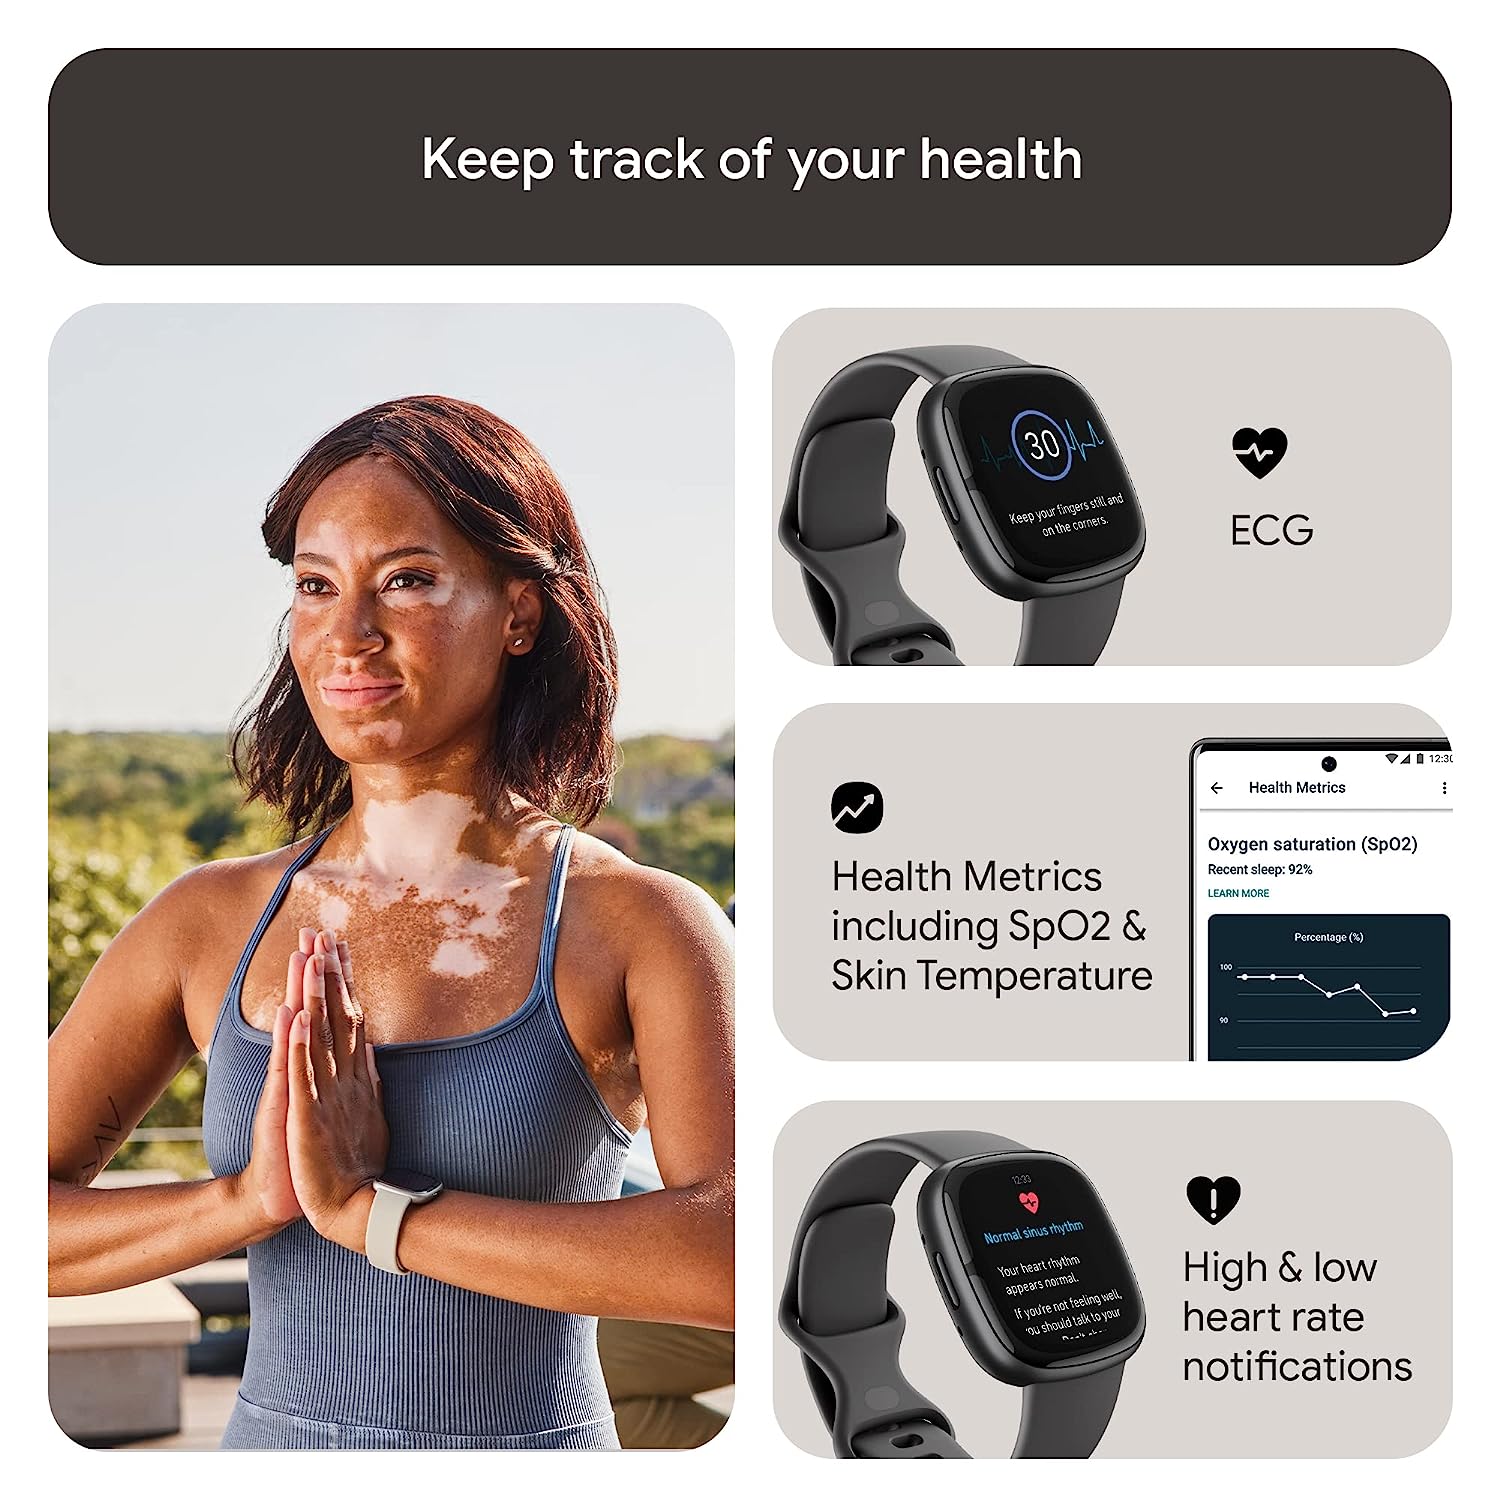 Keep track of your health
30
Keep your fingers still and
on the corners.
ECG
Health Metrics
including SpO2 &
Skin Temperature
12:30
Health Metrics
Oxygen saturation (SpO2)
Recent sleep: 92%
LEARN MORE
Percentage (%)
100
90
12:33
Normal sinus rhythm
Your heart rhythm
appears normal.
If you're not feeling well,
you should talk to your
High & low
heart rate
notifications